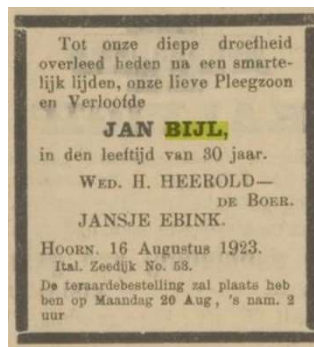 Tot onze diepe droefheid
overleed heden na een smarte-
lijk lijden, onze lieve Pleegzoon
en Verloofde
JAN BIJL,
in den leeftijd van 30 jaar.
WED. H. HEEROLD—
DE BOER.
JANSJE EBINK.
HOORN. 16 Augustus 1923.
Ital. Zeedijk No. 53.
De teraardebestelling zal plaats heb
ben op Maandag 20 Aug, 's nam. 2
uur